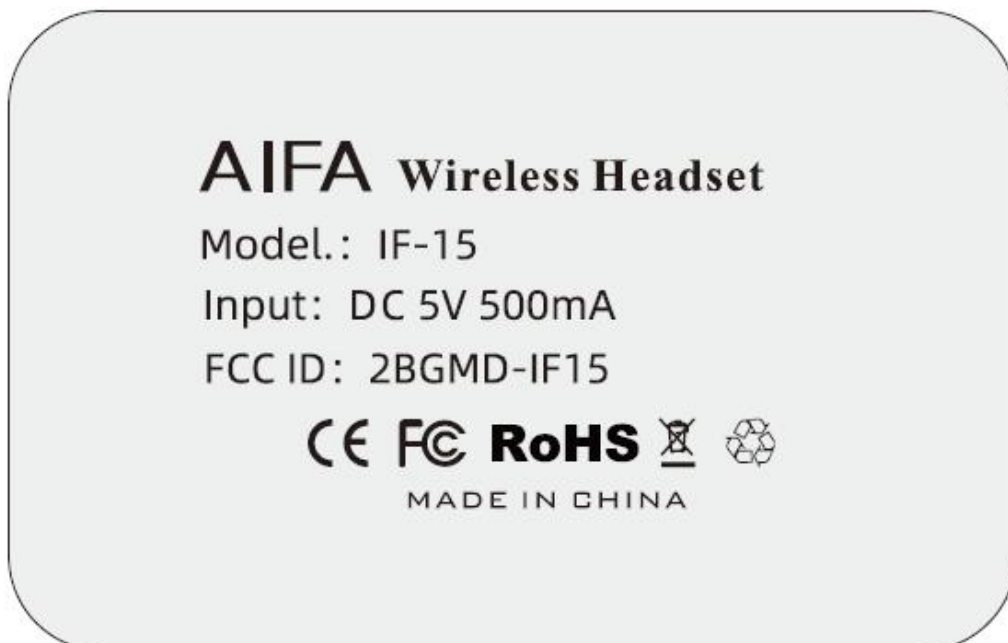 AIFA Wireless Headset
Model.: IF-15
Input: DC 5V 500mA
FCC ID: 2BGMD-IF15
CE FC RoHS
MADE IN CHINA